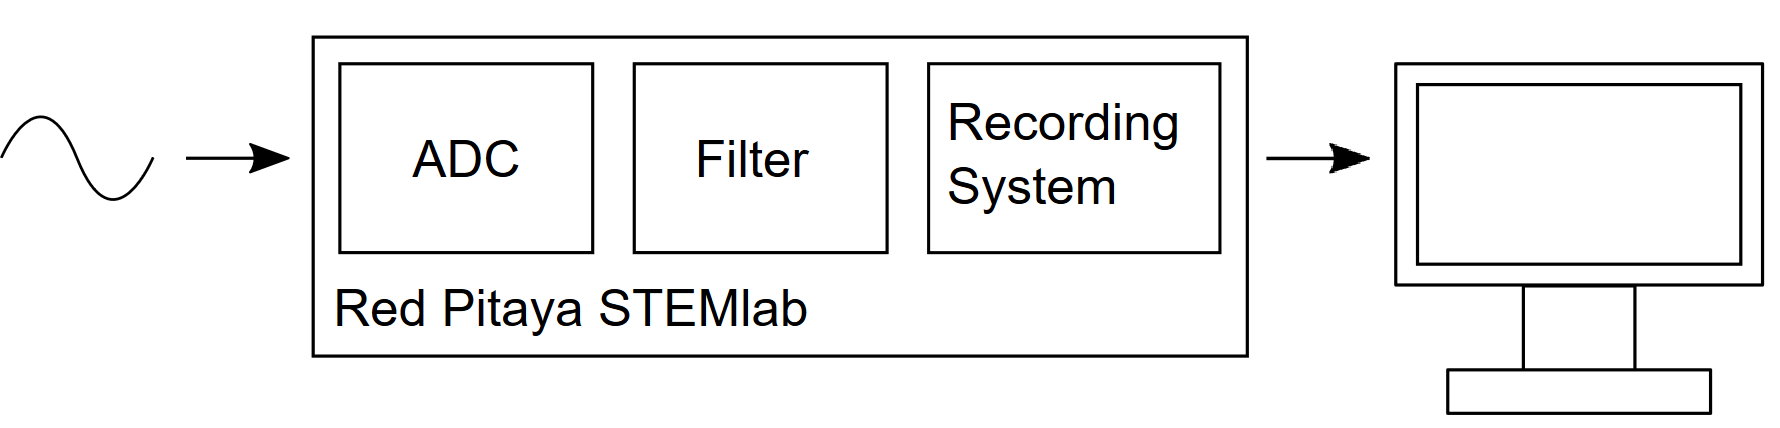 ADC
Filter
Recording
System
Red Pitaya STEMlab